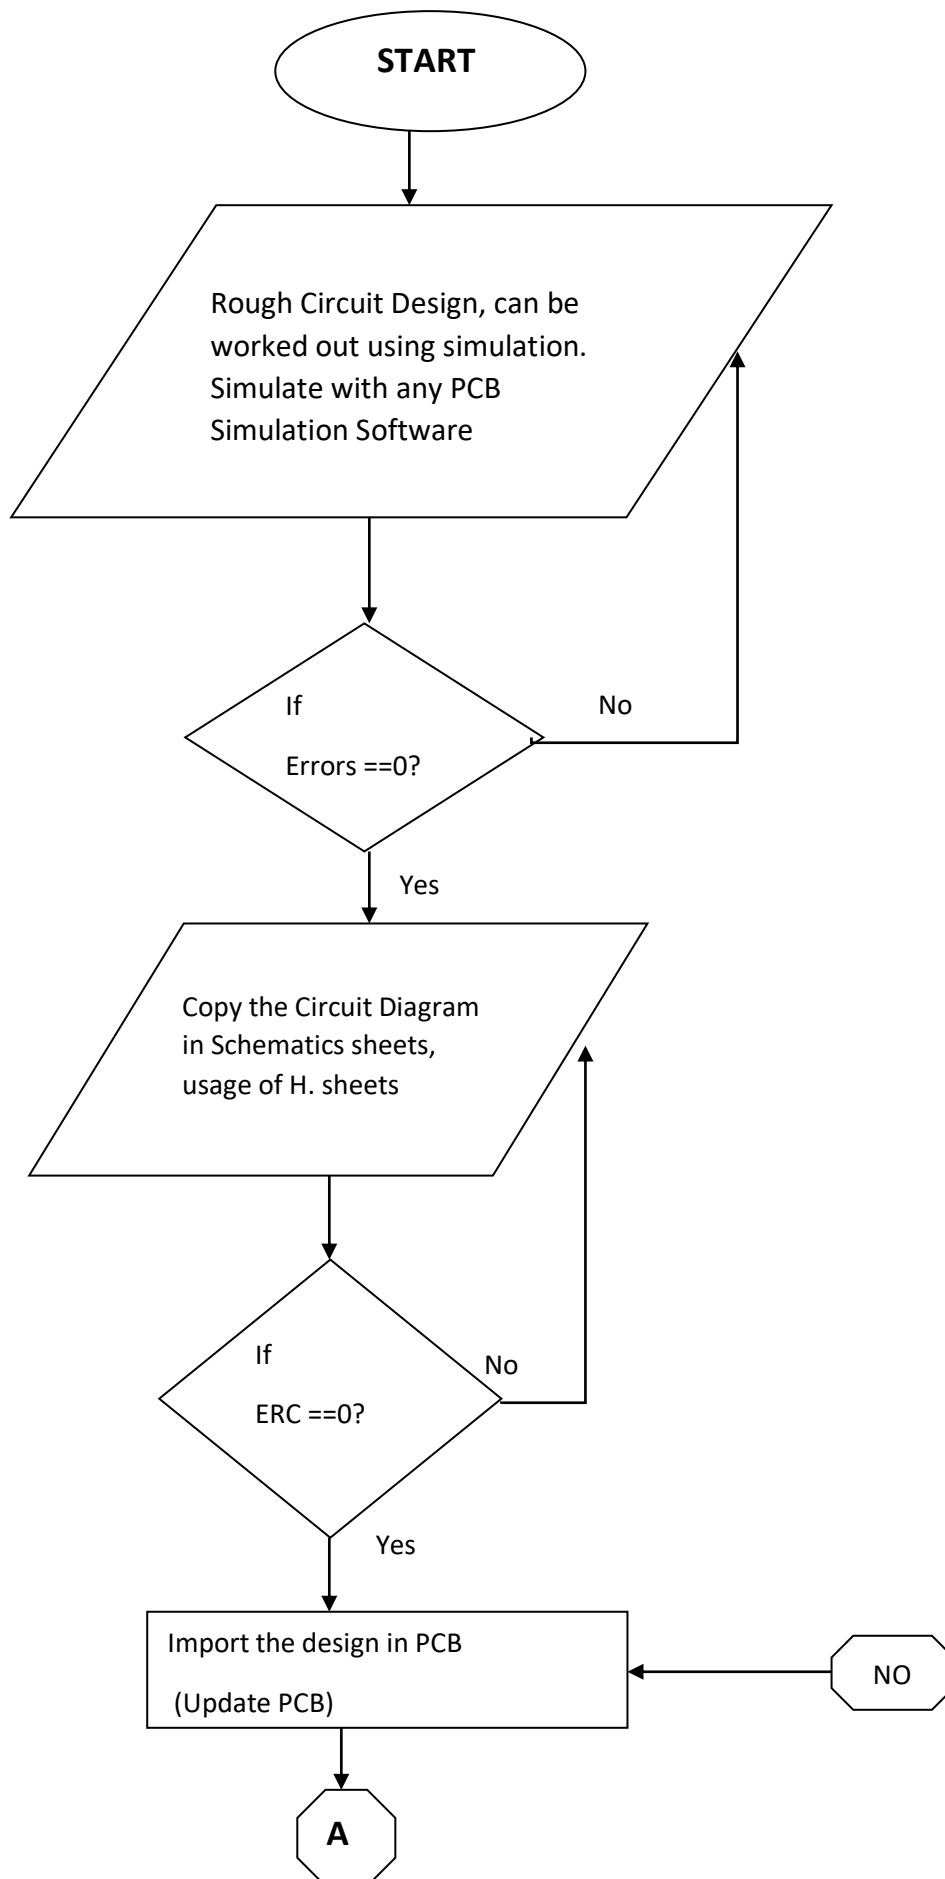 START
Rough Circuit Design, can be
worked out using simulation.
Simulate with any PCB
Simulation Software
If
No
Errors ==0?
Yes
Copy the Circuit Diagram
in Schematics sheets,
usage of H. sheets
If
No
ERC ==0?
Yes
Import the design in PCB
(Update PCB)
NO
A